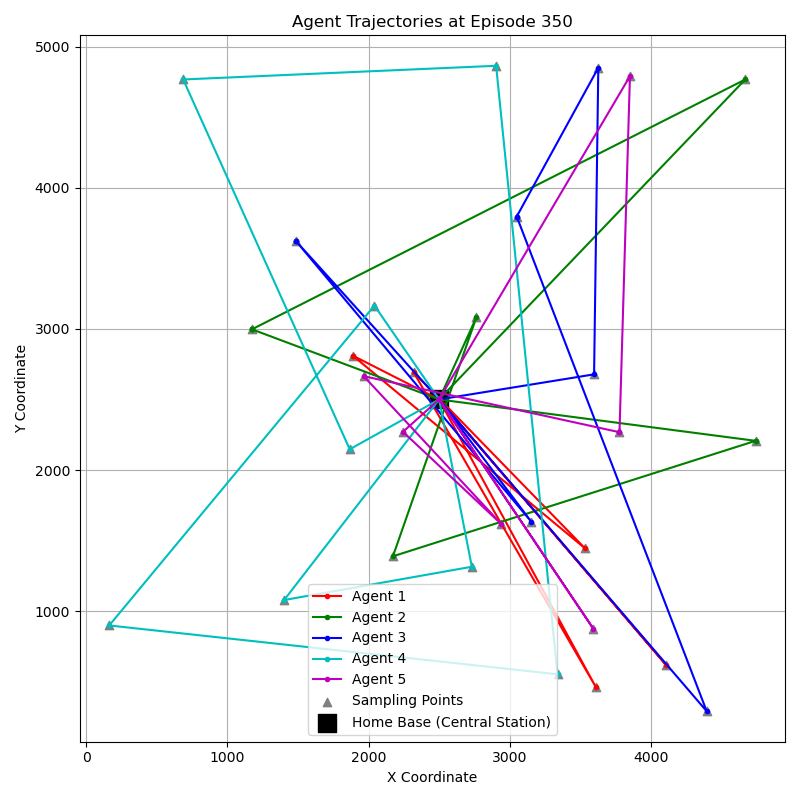 Agent Trajectories at Episode 350
5000
4000
3000
2000
1000
Y Coordinate
Agent 1
Agent 2
Agent 3
Agent 4
Agent 5
Sampling Points
Home Base (Central Station)
0
1000
2000
3000
4000
X Coordinate